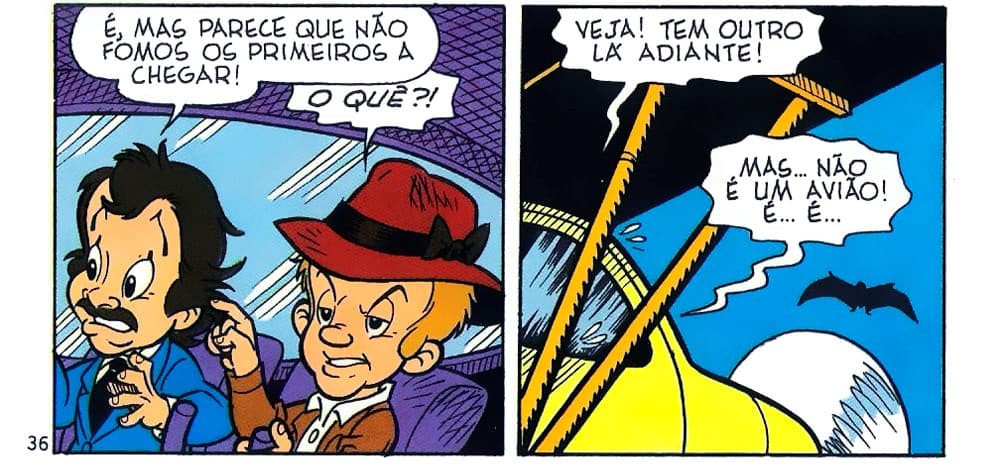 É, MAS PARECE QUE NÃO
FOMOS OS PRIMEIROS A
CHEGAR!
O QUÊ?!
36
VEJA! TEM OUTRO
LÁ ADIANTE!
MAS... NÃO
É UM AVIÃO!
É... É...